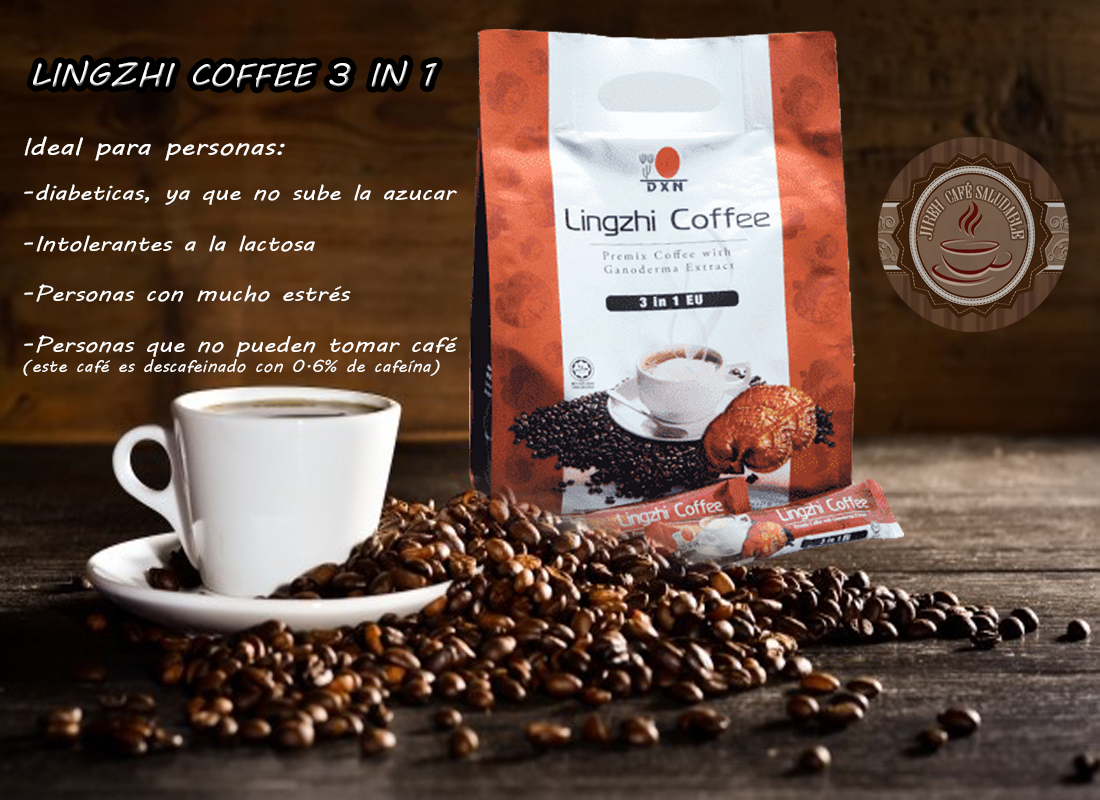 LINGZHI COFFEE 3 IN 1
Ideal para personas:
-diabeticas, ya que no sube la azucar
-Intolerantes a la lactosa
-Personas con mucho estrés
-Personas que no pueden tomar café
(este café es descafeinado con 0.6% de cafeína)
DXN
Lingzhi Coffee
Premix Coffee with
Ganoderma Extract
3 in 1 EU
JIREH CAFÉ SALUDABLE
Lingzhi Coffee
Lingzhi Coffee